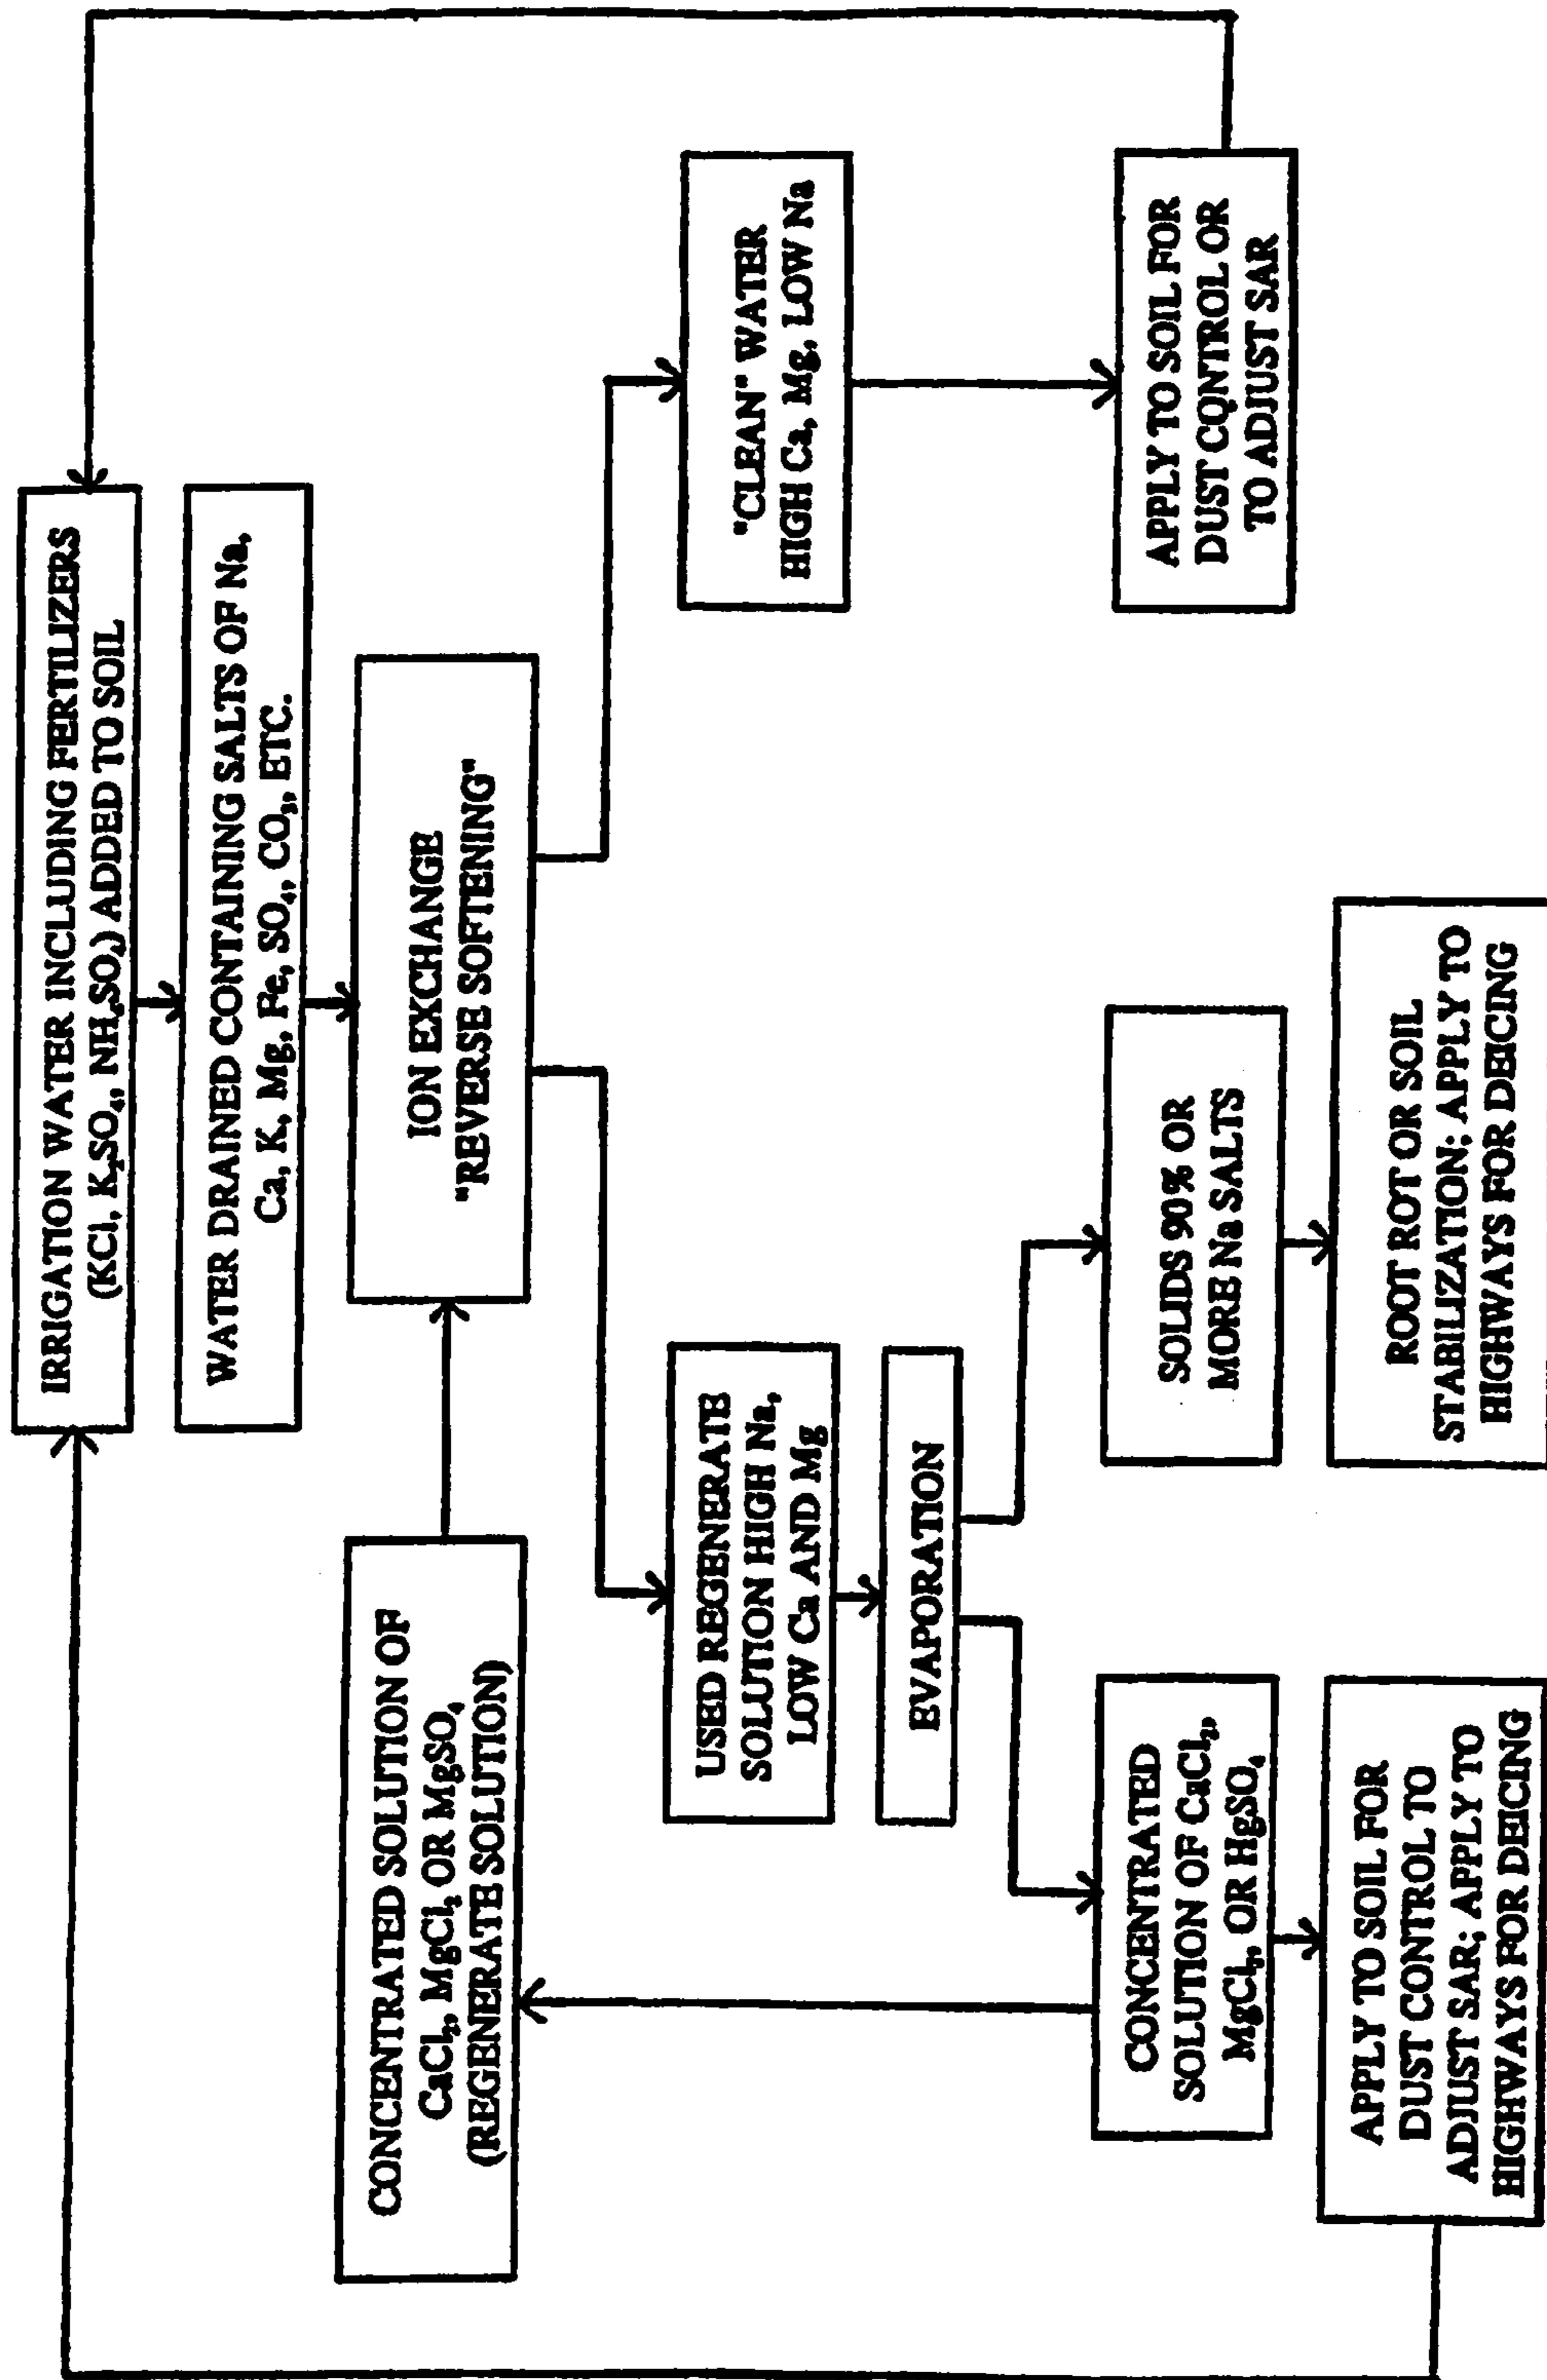 IRRIGATION WATER INCLUDING FERTILIZERS
(KCl, K₂SO₄, NH₄SO₄) ADDED TO SOIL
WATER DRAINED CONTAINING SALTS OF Na,
Ca, K, Mg, Fe, SO₄, CO₃, ETC.
CONCENTRATED SOLUTION OF
CaCl₂, MgCl₂ OR MgSO₄
(REGENERATE SOLUTION)
ION EXCHANGE
"REVERSE SOFTENING"
USED REGENERATE
SOLUTION HIGH Na,
LOW Ca AND Mg
"CLEAN" WATER
HIGH Ca, Mg, LOW Na
EVAPORATION
CONCENTRATED
SOLUTION OF CaCl₂,
MgCl₂, OR HgSO₄
SOLIDS 90% OR
MORE Na SALTS
APPLY TO SOIL FOR
DUST CONTROL OR
TO ADJUST SAR
APPLY TO SOIL FOR
DUST CONTROL TO
ADJUST SAR; APPLY TO
HIGHWAYS FOR DEICING
ROOT ROT OR SOIL
STABILIZATION; APPLY TO
HIGHWAYS FOR DEICING